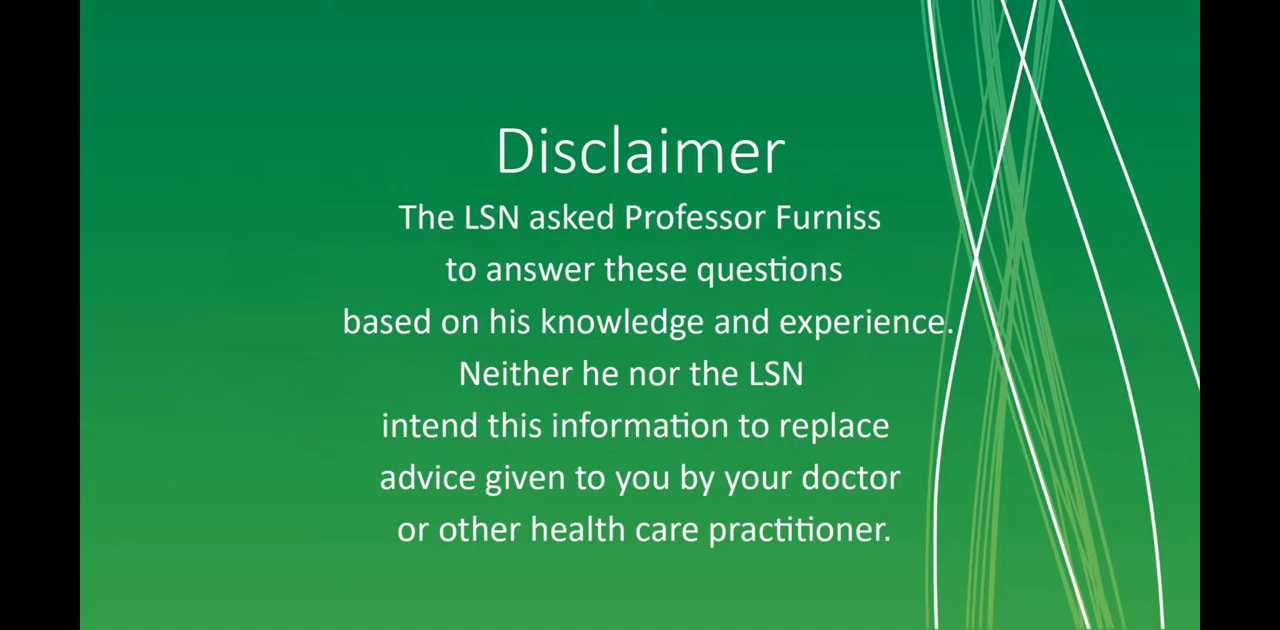 Disclaimer
The LSN asked Professor Furniss
to answer these questions
based on his knowledge and experience.
Neither he nor the LSN
intend this information to replace
advice given to you by your doctor
or other health care practitioner.